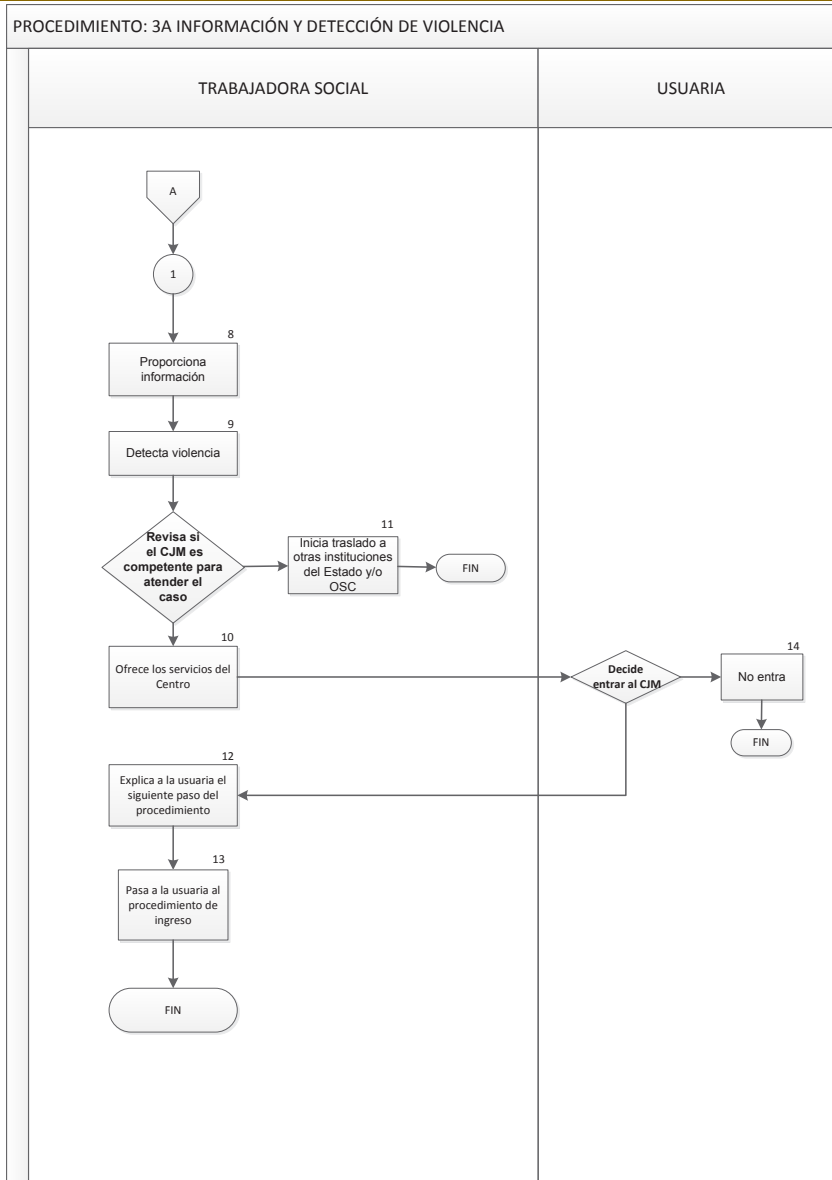 PROCEDIMIENTO: 3A INFORMACIÓN Y DETECCIÓN DE VIOLENCIA
TRABAJADORA SOCIAL
USUARIA
A
1
8
Proporciona
información
9
Detecta violencia
Revisa si
el CJM es
competente para
atender el
caso
11
Inicia traslado a
otras instituciones
del Estado y/o
OSC
FIN
10
Ofrece los servicios del
Centro
Decide
entrar al CJM
14
No entra
FIN
12
Explica a la usuaria el
siguiente paso del
procedimiento
13
Pasa a la usuaria al
procedimiento de
ingreso
FIN